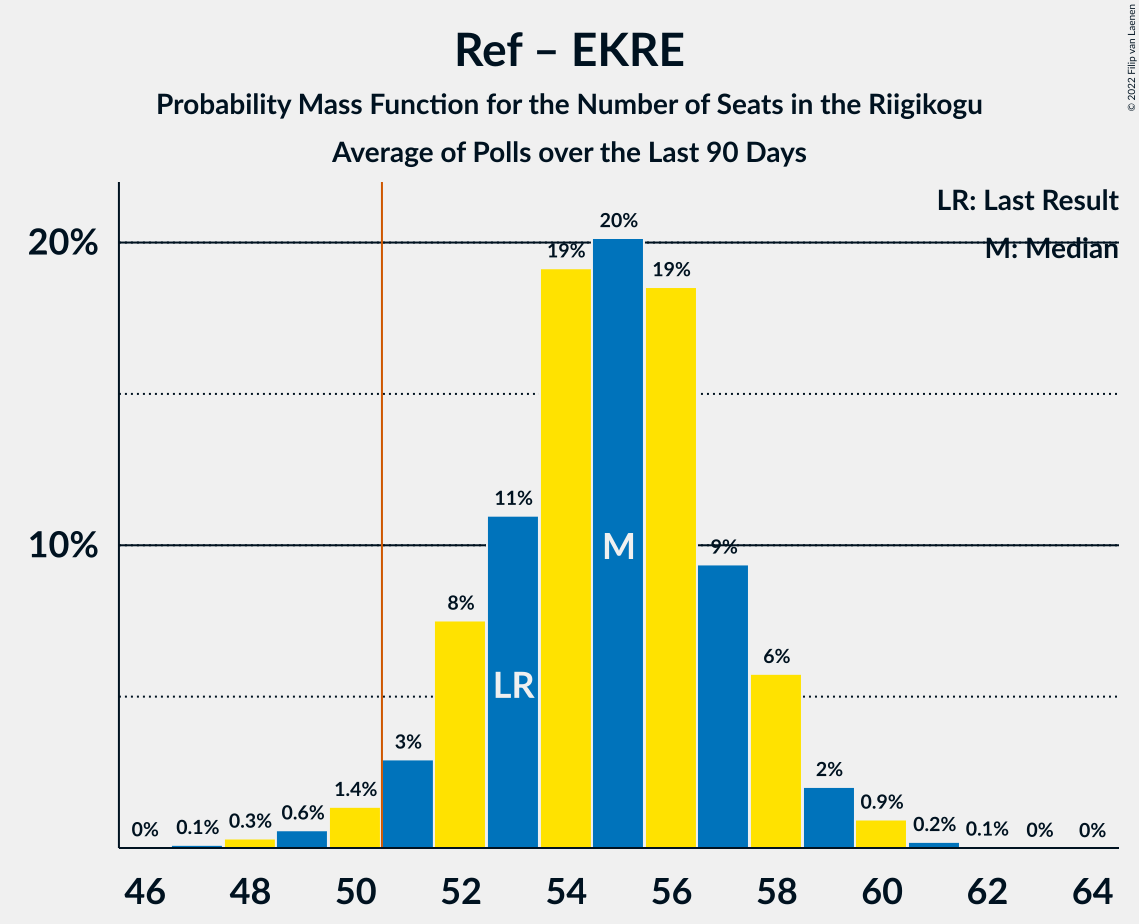 Ref – EKRE
Probability Mass Function for the Number of Seats in the Riigikogu
Average of Polls over the Last 90 Days
© 2022 Filip van Laenen
LR: Last Result
M: Median
20%
10%
0%
0.1%
0.3%
0.6%
1.4%
3%
8%
11%
19%
20%
19%
9%
6%
2%
0.9%
0.2%
0.1%
0%
0%
LR
M
46 48 50 52 54 56 58 60 62 64